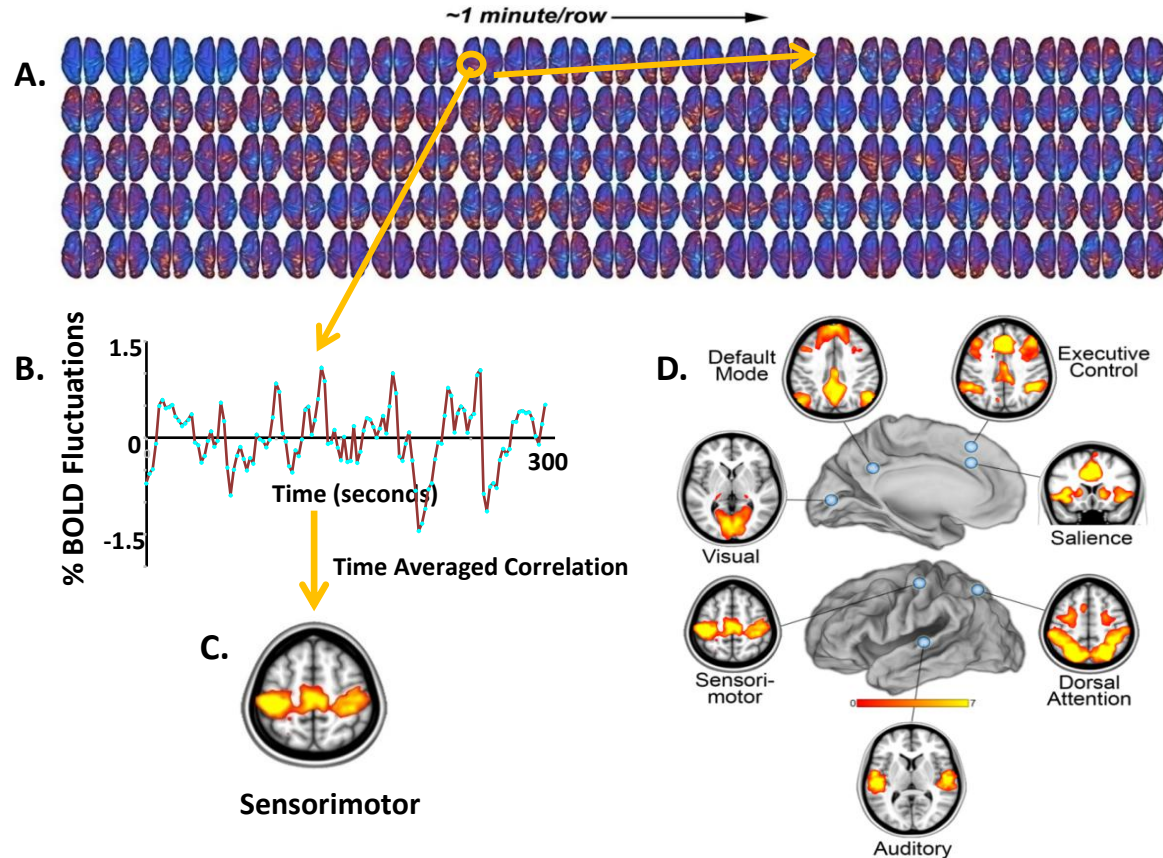 ~1 minute/row
A.
B.
% BOLD Fluctuations
1.5
0
-1.5
300
Time (seconds)
Time Averaged Correlation
C.
Sensorimotor
D.
Default
Mode
Executive
Control
Visual
Salience
Sensori-
motor
Dorsal
Attention
0
7
Auditory